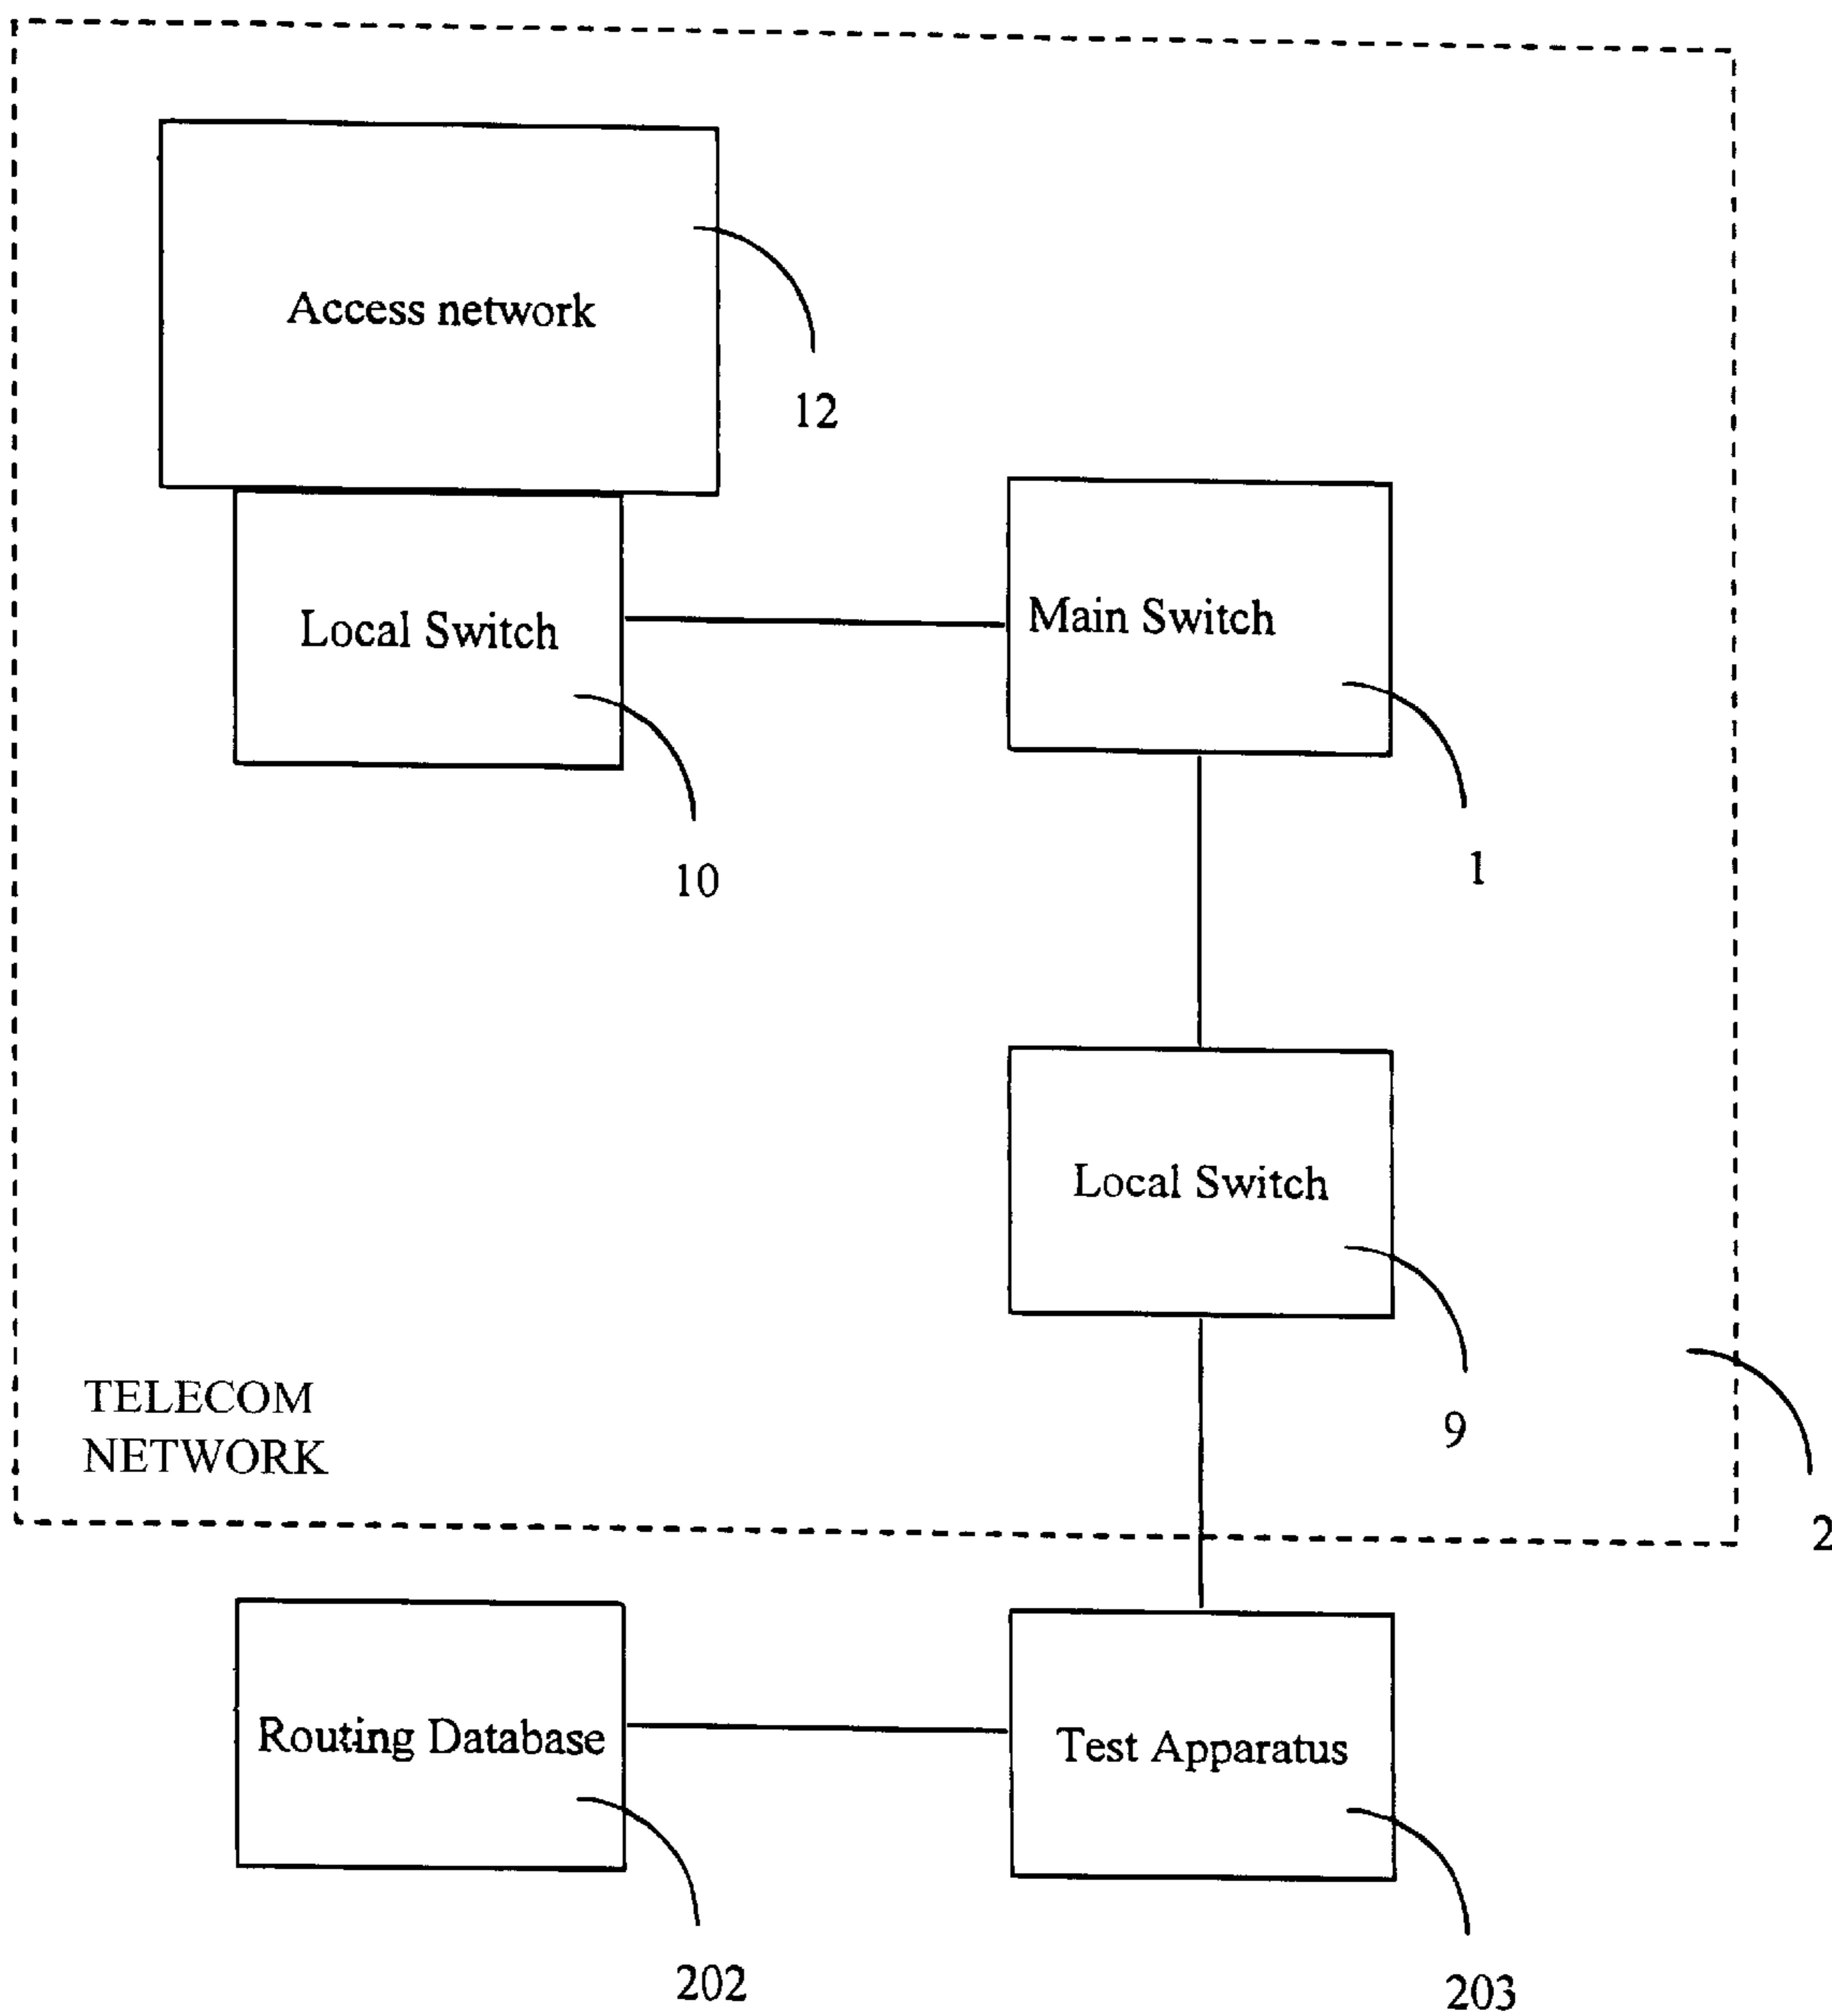 Access network
12
Local Switch
Main Switch
10
1
Local Switch
9
TELECOM
NETWORK
2
Routing Database
Test Apparatus
202
203